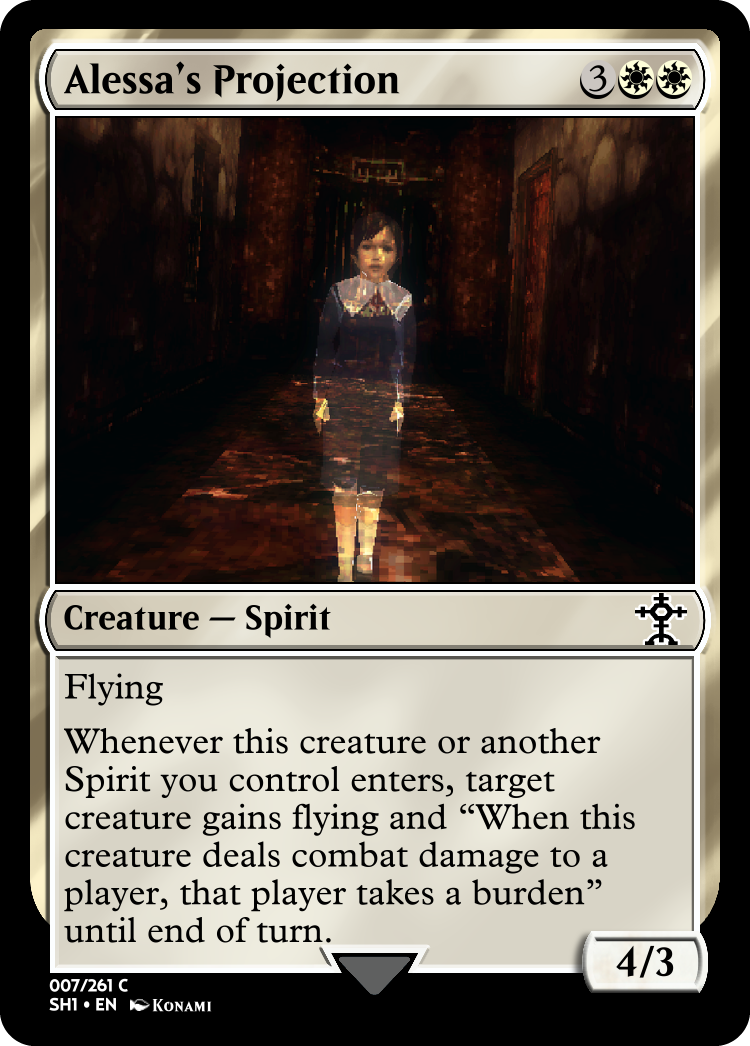 Alessa's Projection
3
Creature — Spirit
Flying
Whenever this creature or another
Spirit you control enters, target
creature gains flying and “When this
creature deals combat damage to a
player, that player takes a burden”
until end of turn.
4/3
007/261 C
SH1 • EN Konami